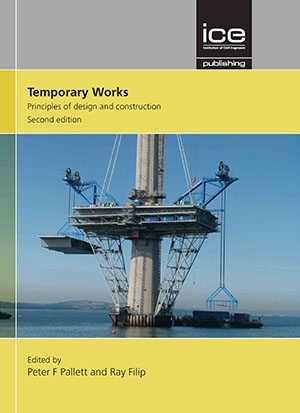 ice
Institution of Civil Engineers
publishing
Temporary Works
Principles of design and construction
Second edition
Edited by
Peter F Pallett and Ray Filip